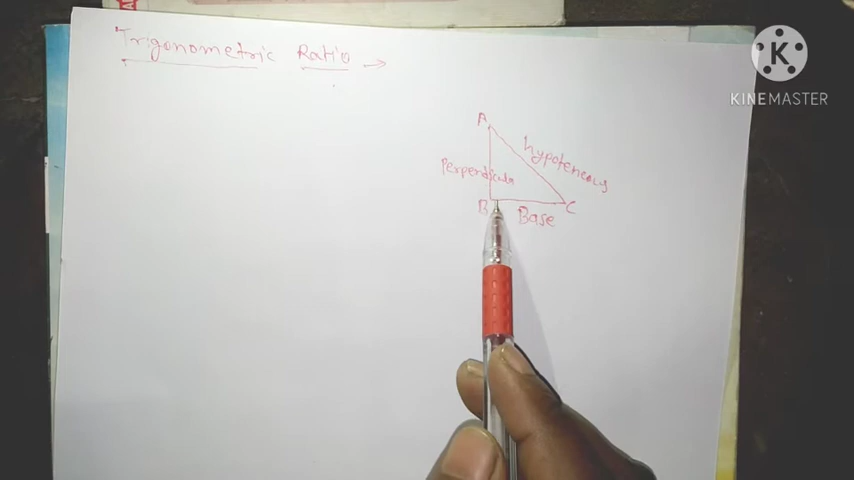 Trigonometric Ratio →
K
KINEMASTER
A
hypoteneous
Perpendicular
B
C
Base